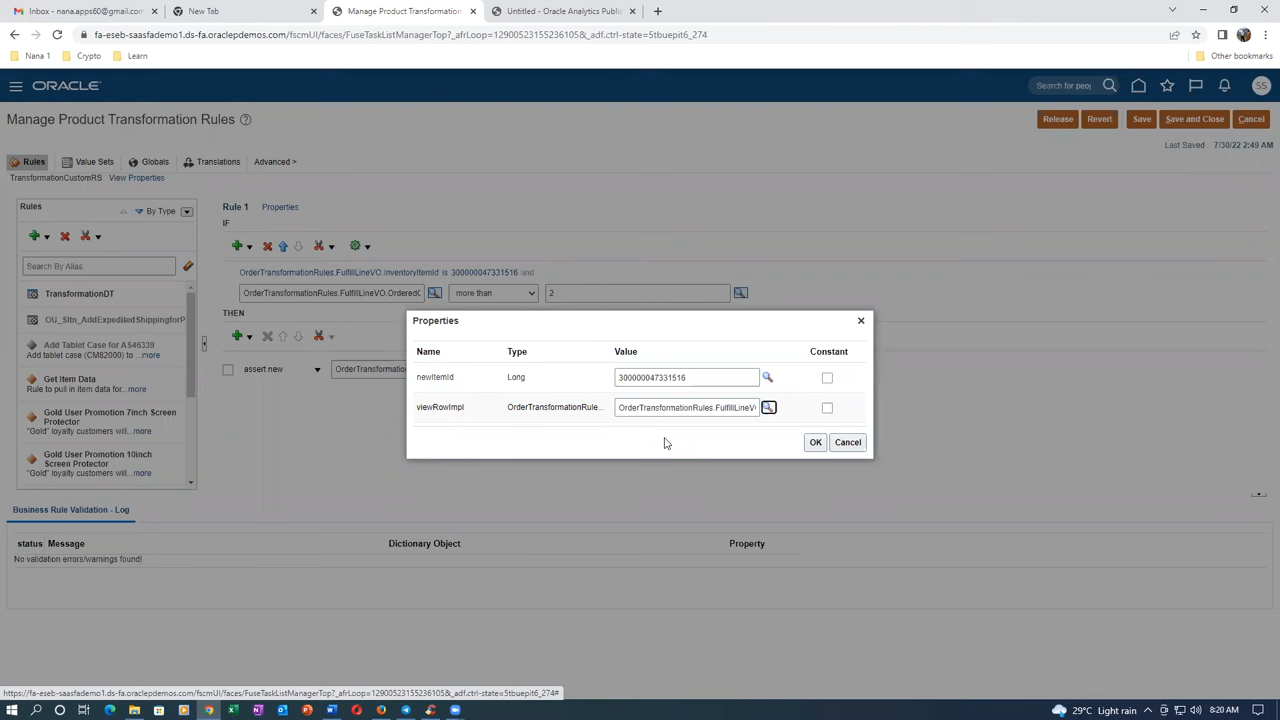 Inbox - nana.apps60@gmail.com
New Tab
Manage Product Transformation
Untitled - Oracle Analytics Publi
fa-eseb-saasfademo1.ds-fa.oraclepdemos.com/fscmUI/faces/FuseTaskListManagerTop?_afrLoop=12900523155236105&_adf.ctrl-state=5tbuepit6_274
Nana 1
Crypto
Learn
Other bookmarks
ORACLE
Search for peop
SS
Manage Product Transformation Rules
Release
Revert
Save
Save and Close
Cancel
Last Saved 7/30/22 2:49 AM
Rules
Value Sets
Globals
Translations
Advanced >
TransformationCustomRS View Properties
Rules
By Type
Rule 1 Properties
IF
Search By Alias
OrderTransformationRules.FulfillLineVO.InventoryItemId is 300000047331516 and
OrderTransformationRules.FulfillLineVO.OrderedQ
more than
2
TransformationDT
THEN
OU_Sltn_AddExpeditedShippingforP
Add Tablet Case for AS46339
Add tablet case (CM82000) to ...more
assert new
OrderTransformation
Get Item Data
Rule to pull in item data for...more
Gold User Promotion 7inch Screen
Protector
"Gold" loyalty customers will...more
Gold User Promotion 10inch
Screen Protector
"Gold" loyalty customers will...more
Properties
Name
Type
Value
Constant
newItemId
Long
300000047331516
viewRowImpl
OrderTransformationRule...
OrderTransformationRules.FulfillLineV
OK
Cancel
Business Rule Validation - Log
status
Message
Dictionary Object
Property
No validation errors/warnings found!
https://fa-eseb-saasfademo1.ds-fa.oraclepdemos.com/fscmUI/faces/FuseTaskListManagerTop?_afrLoop=12900523155236105&_adf.ctrl-state=5tbuepit6_274#
29°C Light rain
ENG
8:20 AM